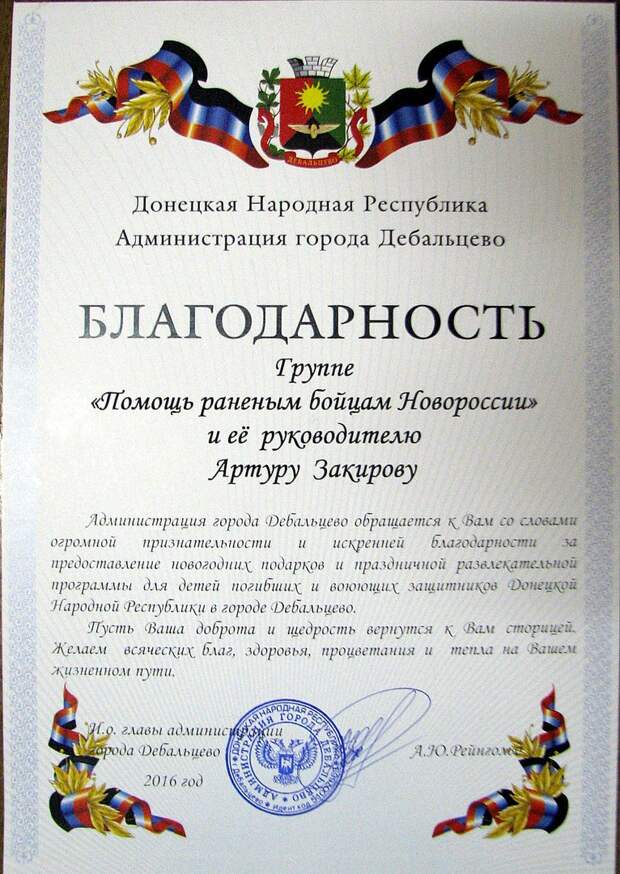 ДЕБАЛЬЦЕВО
Донецкая Народная Республика
Администрация города Дебальцево
БЛАГОДАРНОСТЬ
Группе
«Помощь раненым бойцам Новороссии»
и её руководителю
Артуру Закирову
Администрация города Дебальцево обращается к Вам со словами
огромной признательности и искренней благодарности за
предоставление новогодних подарков и праздничной развлекательной
программы для детей погибших и воюющих защитников Донецкой
Народной Республики в городе Дебальцево.
Пусть Ваша доброта и щедрость вернутся к Вам сторицей.
Желаем всяческих благ, здоровья, процветания и тепла на Вашем
жизненном пути.
И.о. главы администрации
города Дебальцево
А.Ю.Рейнгольд
2016 год
ДОНЕЦКАЯ НАРОДНАЯ РЕСПУБЛИКА
АДМИНИСТРАЦИЯ ГОРОДА ДЕБАЛЬЦЕВО